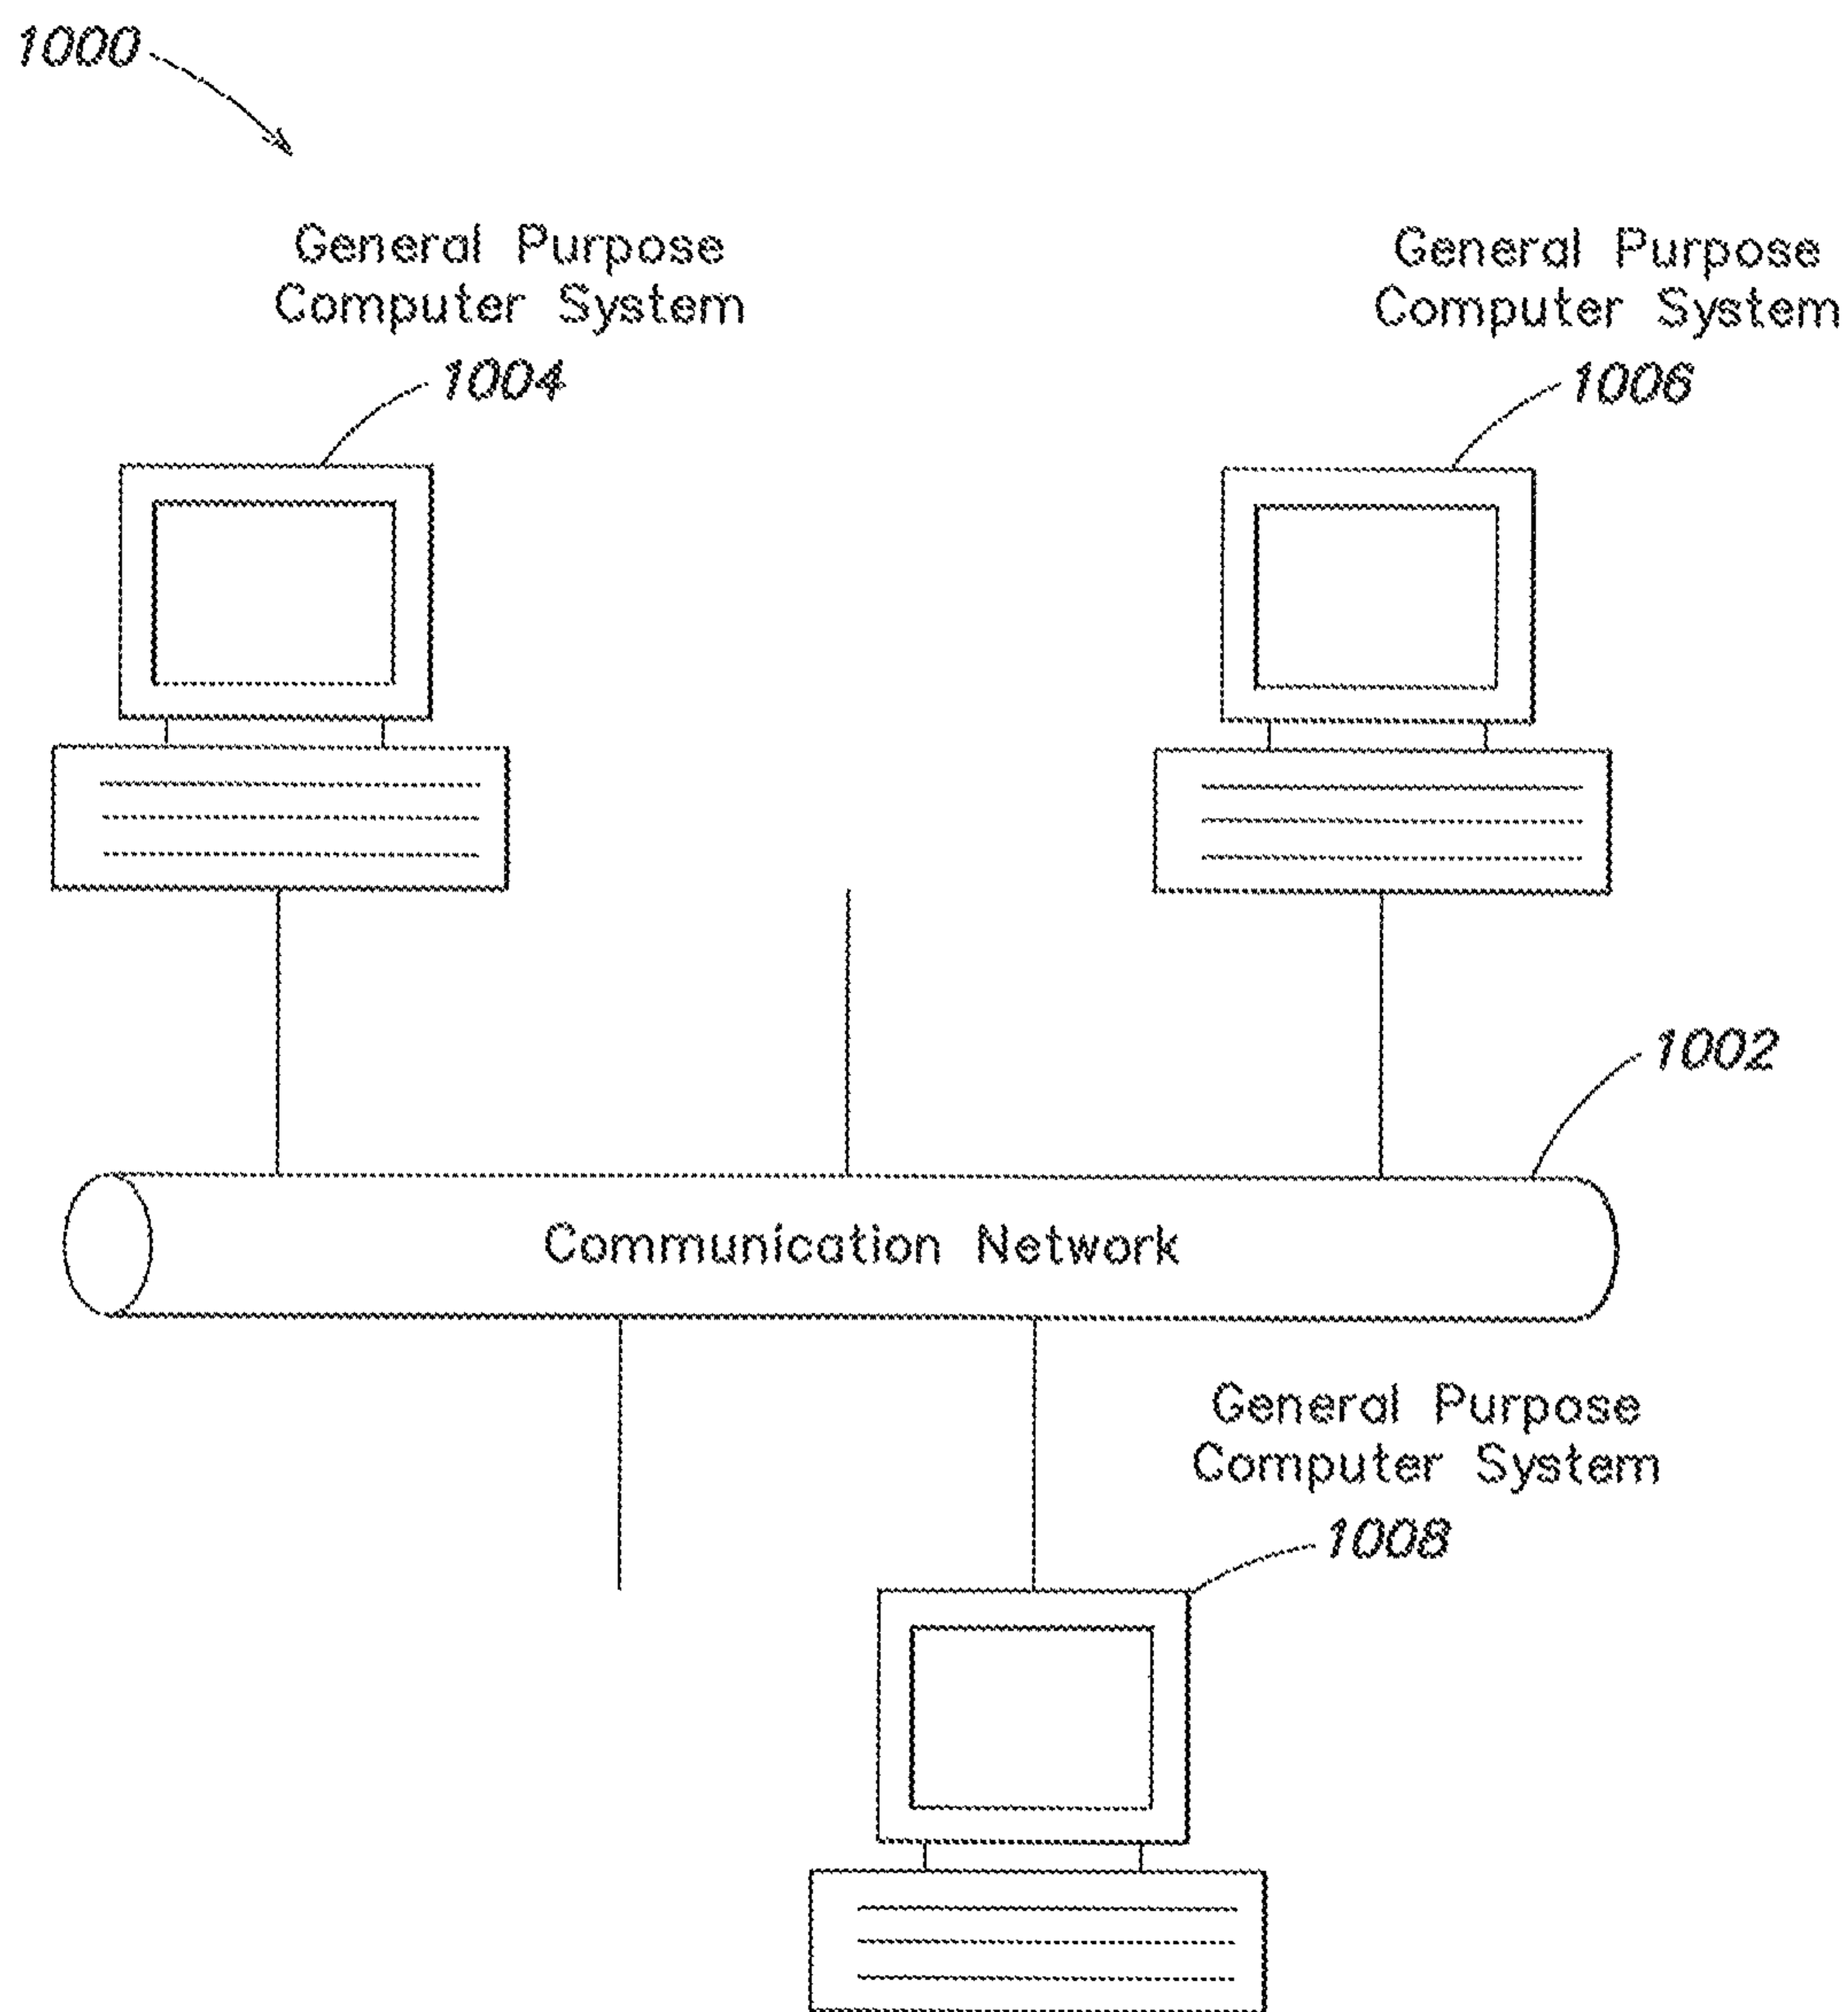 1000
General Purpose
Computer System
1004
General Purpose
Computer System
1006
1002
Communication Network
General Purpose
Computer System
1008